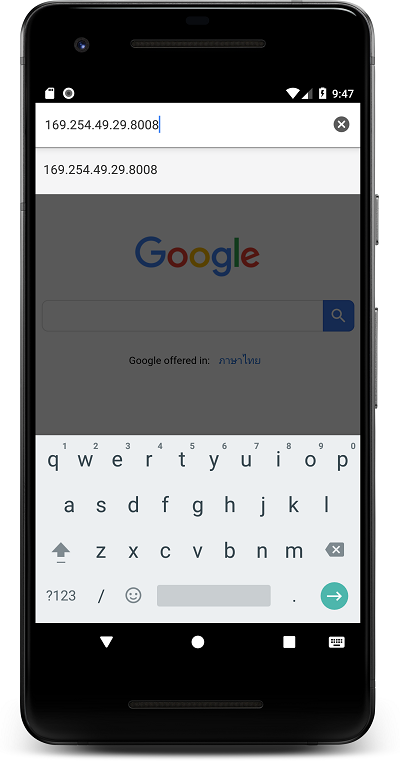 9:47
169.254.49.29.8008
169.254.49.29.8008
Google
Google offered in: ภาษาไทย
1 2 3 4 5 6 7 8 9 0
q w e r t y u i o p
a s d f g h j k l
z x c v b n m
?123 / .